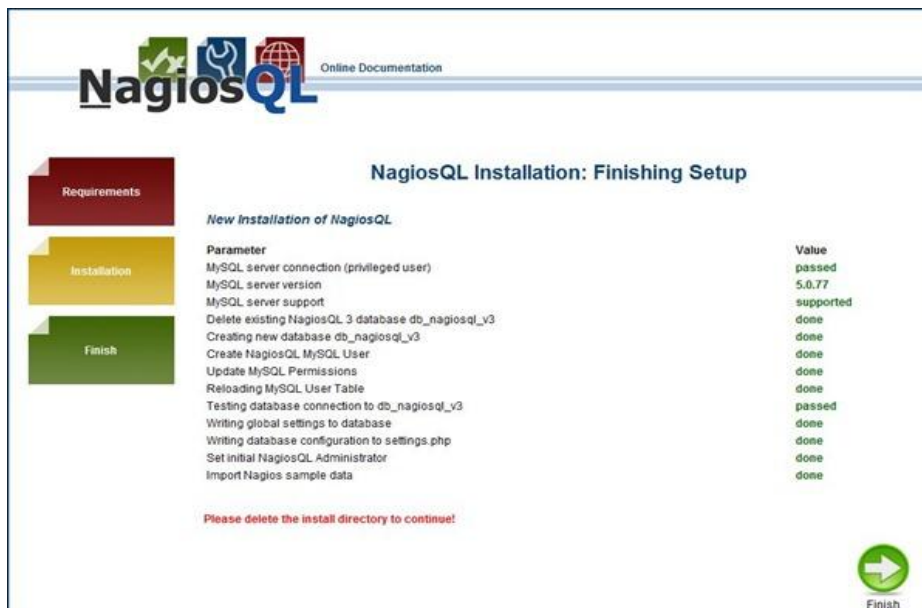 NagiosQL
Online Documentation
Requirements
Installation
Finish
NagiosQL Installation: Finishing Setup
New Installation of NagiosQL
Parameter Value
MySQL server connection (privileged user) passed
MySQL server version 5.0.77
MySQL server support supported
Delete existing NagiosQL 3 database db_nagiosql_v3 done
Creating new database db_nagiosql_v3 done
Create NagiosQL MySQL User done
Update MySQL Permissions done
Reloading MySQL User Table done
Testing database connection to db_nagiosql_v3 passed
Writing global settings to database done
Writing database configuration to settings.php done
Set initial NagiosQL Administrator done
Import Nagios sample data done
Please delete the install directory to continue!
Finish